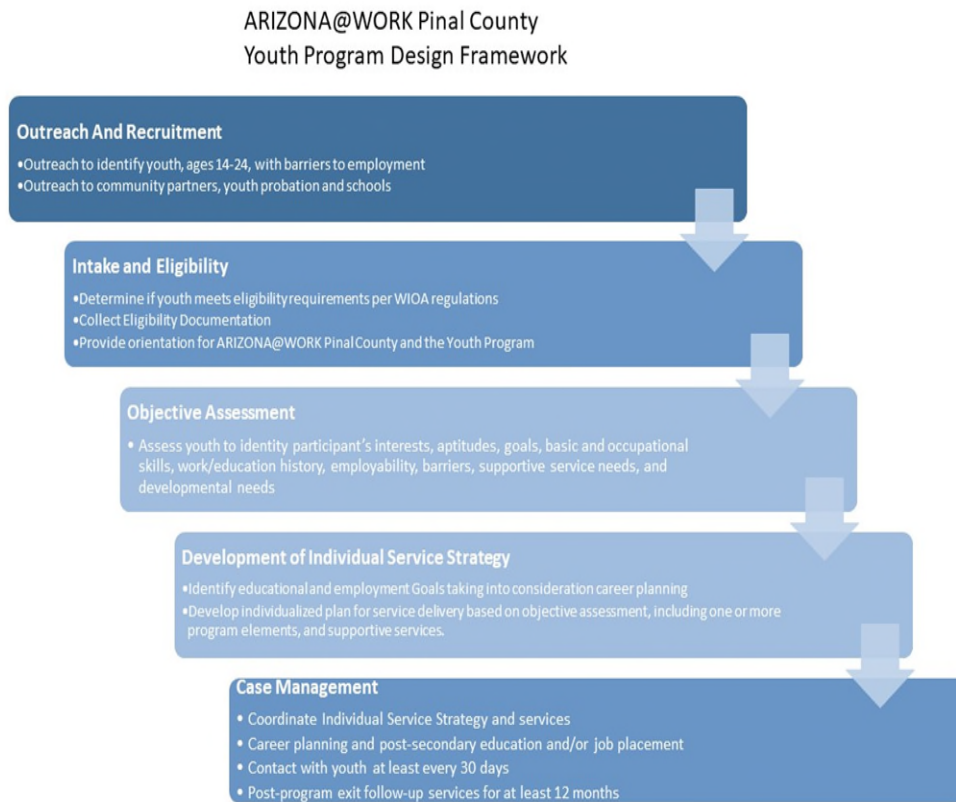 ARIZONA@WORK Pinal County
Youth Program Design Framework
Outreach And Recruitment
•Outreach to identify youth, ages 14-24, with barriers to employment
•Outreach to community partners, youth probation and schools
Intake and Eligibility
•Determine if youth meets eligibility requirements per WIOA regulations
•Collect Eligibility Documentation
•Provide orientation for ARIZONA@WORK Pinal County and the Youth Program
Objective Assessment
• Assess youth to identity participant's interests, aptitudes, goals, basic and occupational
skills, work/education history, employability, barriers, supportive service needs, and
developmental needs
Development of Individual Service Strategy
•Identify educational and employment Goals taking into consideration career planning
•Develop individualized plan for service delivery based on objective assessment, including one or more
program elements, and supportive services.
Case Management
• Coordinate Individual Service Strategy and services
• Career planning and post-secondary education and/or job placement
• Contact with youth at least every 30 days
• Post-program exit follow-up services for at least 12 months